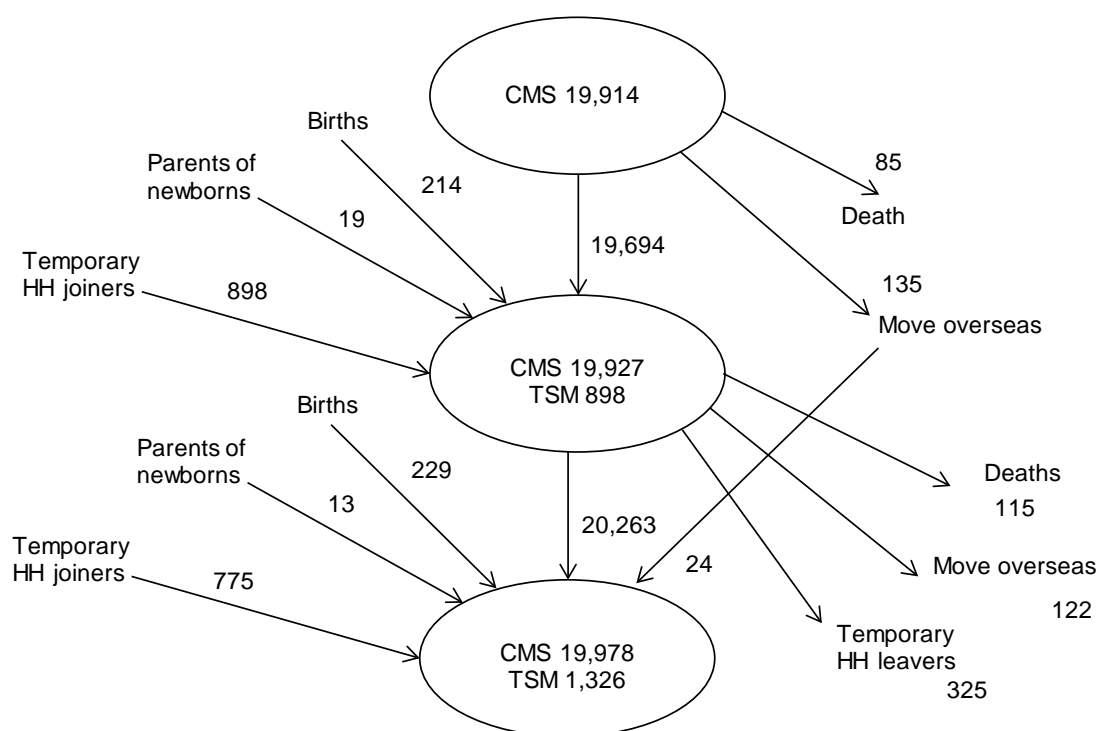 CMS 19,914
Births
85
Parents of
newborns
214
Death
19
19,694
Temporary
HH joiners
898
135
Move overseas
CMS 19,927
TSM 898
Births
Parents of
newborns
229
Deaths
115
13
20,263
Temporary
HH joiners
775
24
Move overseas
122
Temporary
HH leavers
325
CMS 19,978
TSM 1,326